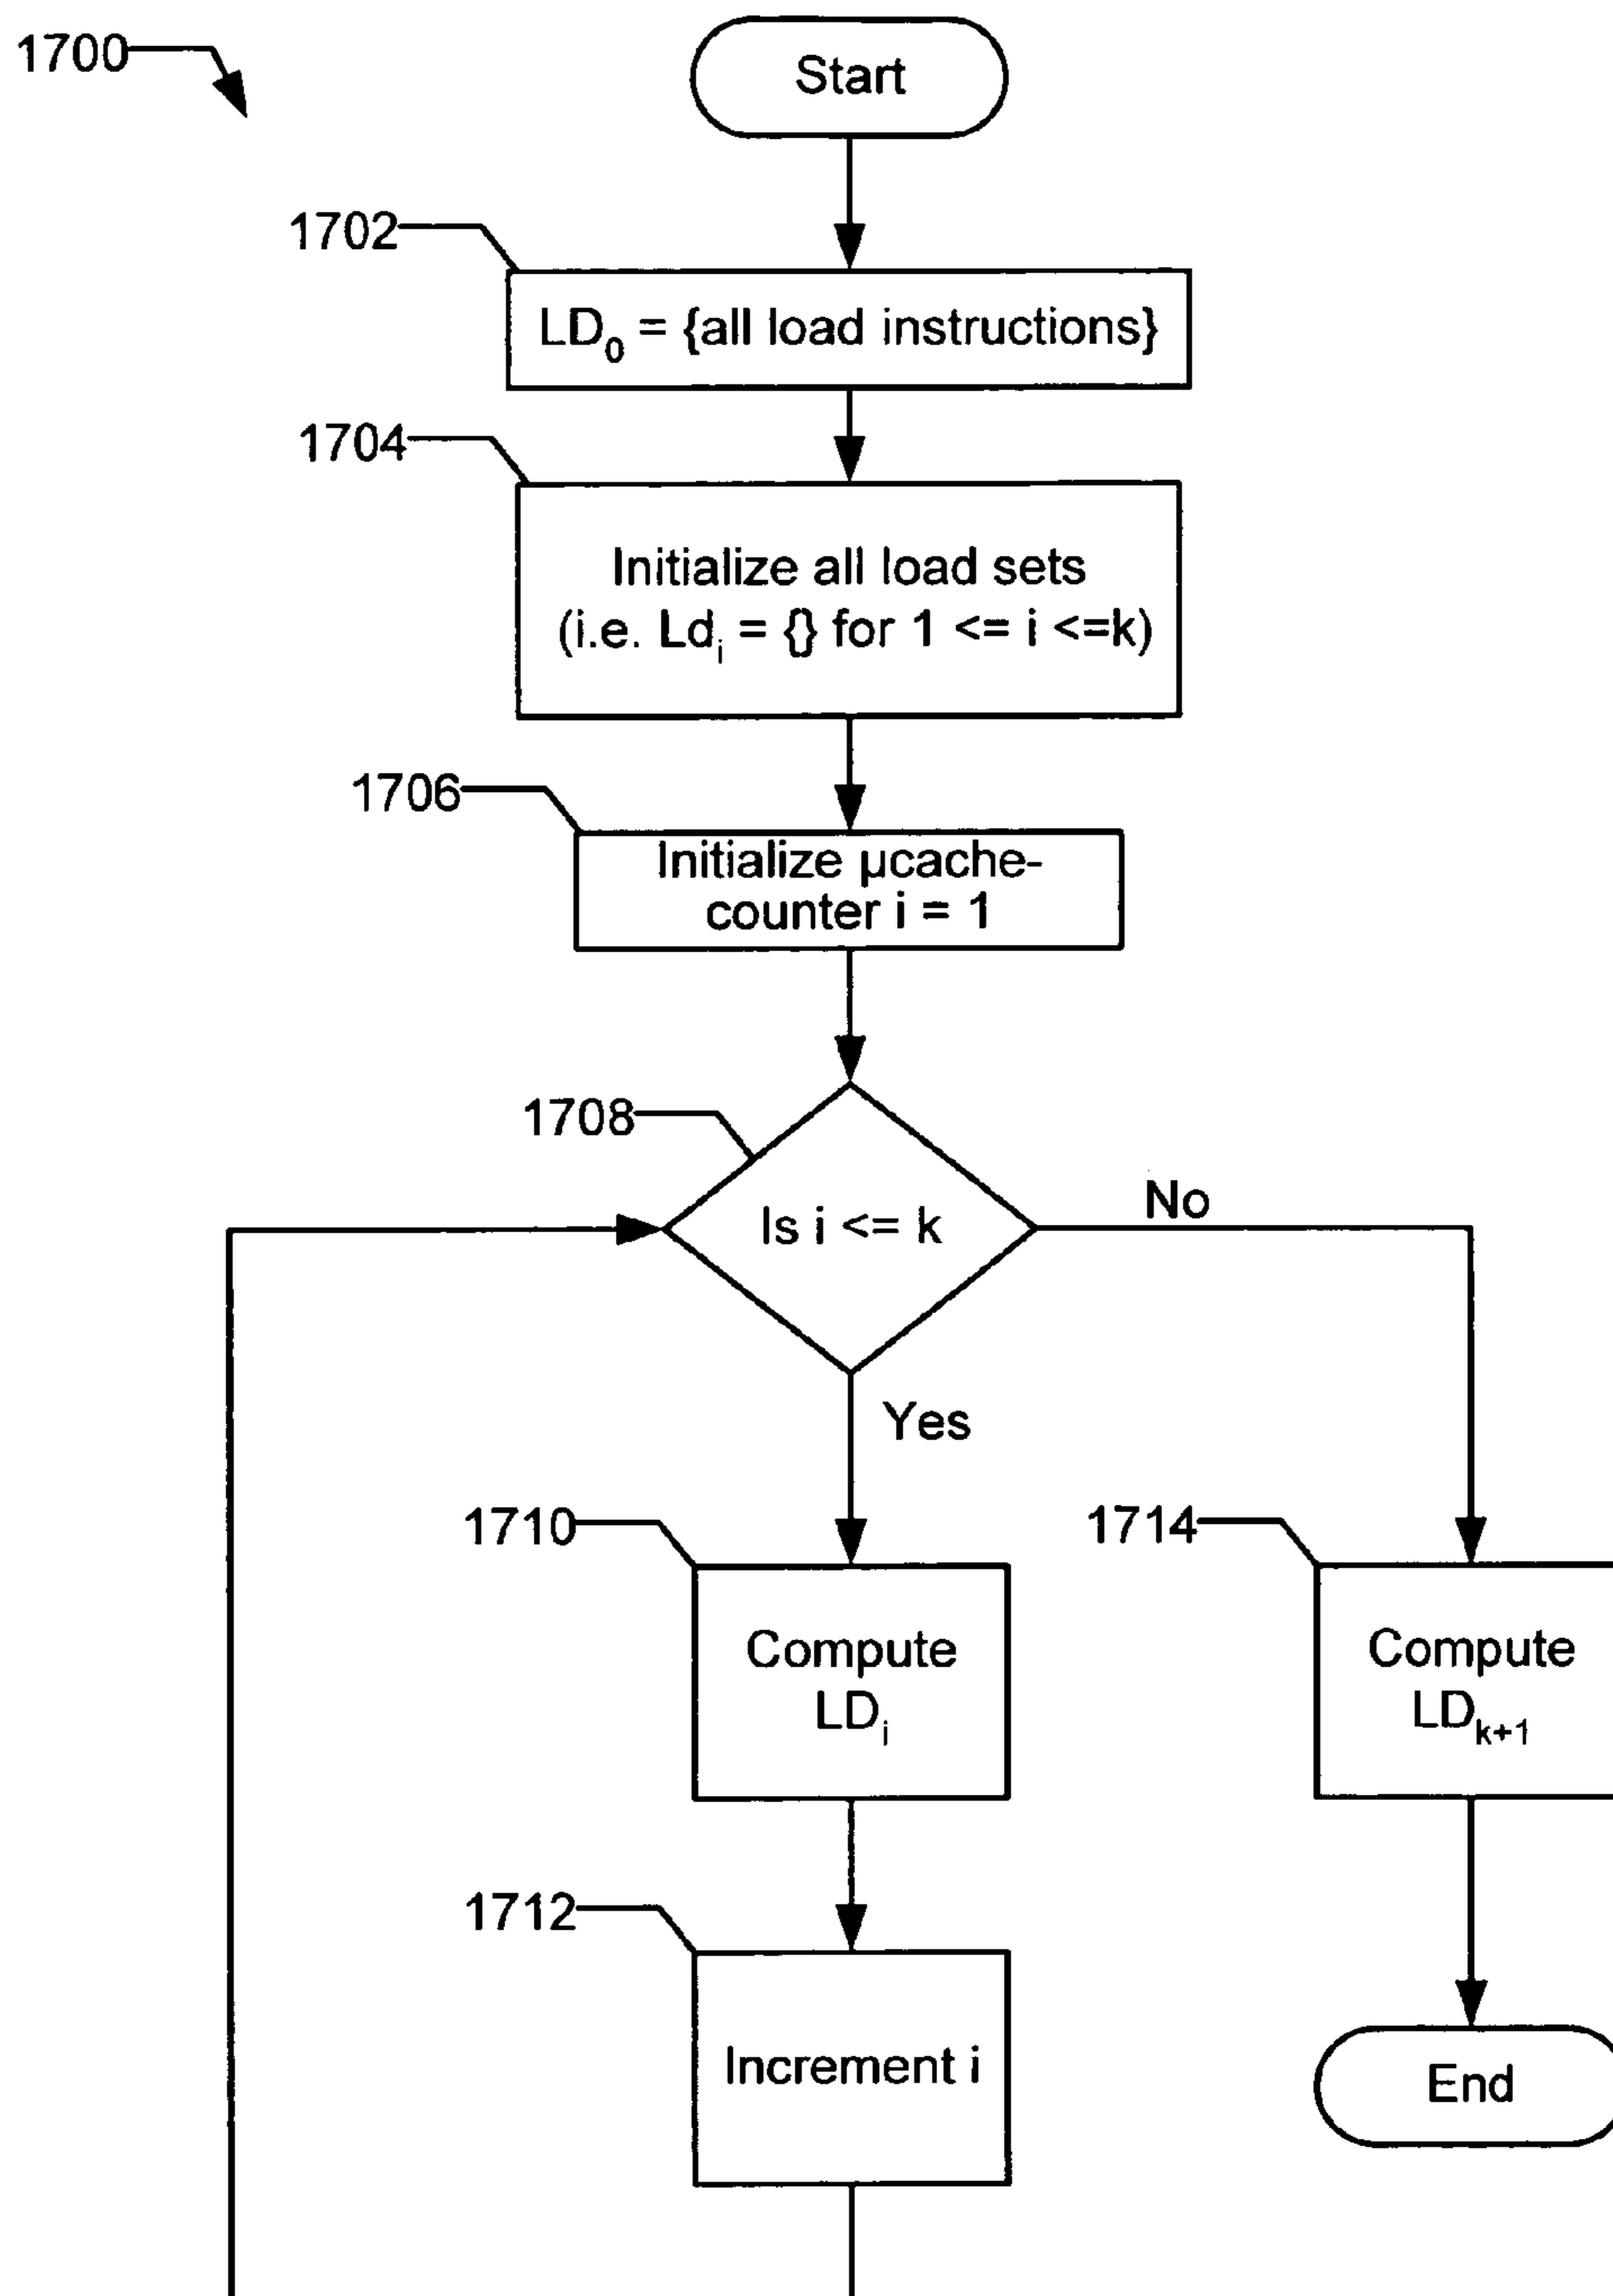 1700
Start
1702
LD₀ = {all load instructions}
1704
Initialize all load sets
(i.e. Ldᵢ = {} for 1 <= i <=k)
1706
Initialize µcache-
counter i = 1
1708
Is i <= k
No
Yes
1710
Compute
LDᵢ
1714
Compute
LDₖ₊₁
1712
Increment i
End